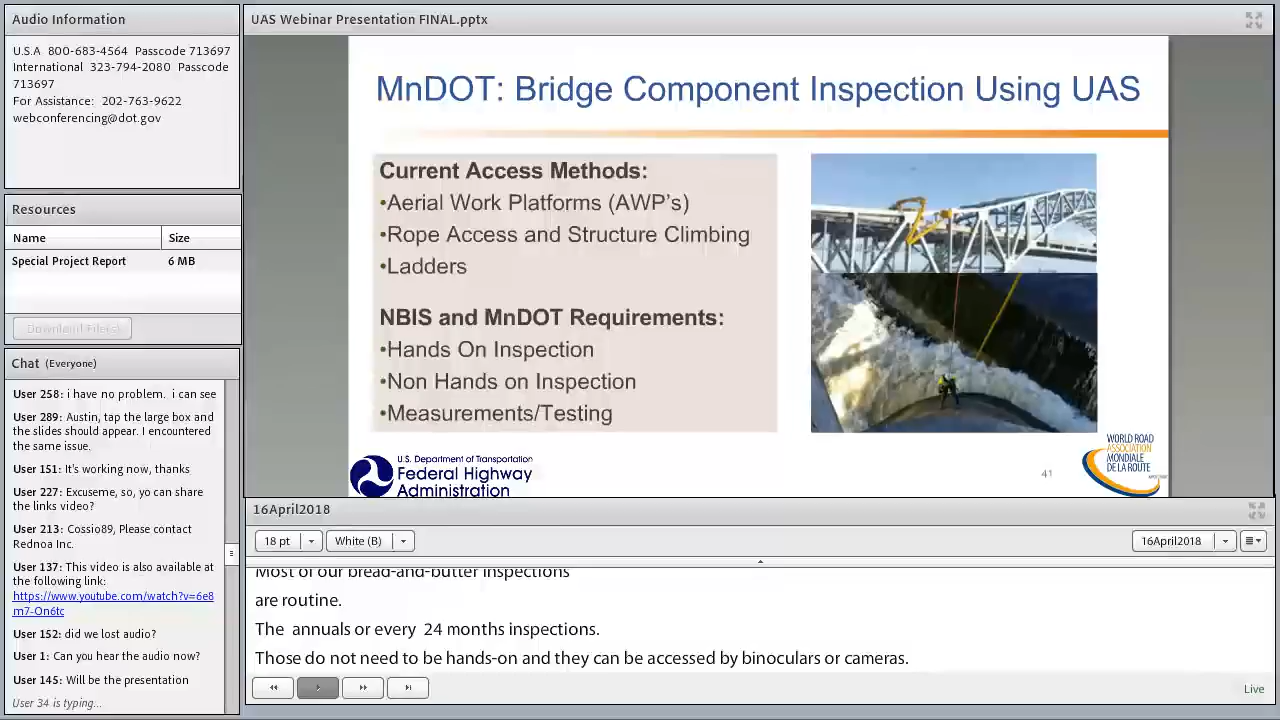 Audio Information
U.S.A 800-683-4564 Passcode 713697
International 323-794-2080 Passcode
713697
For Assistance: 202-763-9622
webconferencing@dot.gov
Resources
Name Size
Special Project Report 6 MB
Download File(s)
Chat (Everyone)
User 258: i have no problem. i can see
User 289: Austin, tap the large box and
the slides should appear. I encountered
the same issue.
User 151: It's working now, thanks
User 227: Excuseme, so, yo can share
the links video?
User 213: Cossio89, Please contact
Rednoa Inc.
User 137: This video is also available at
the following link:
https://www.youtube.com/watch?v=6e8
m7-On6tc
User 152: did we lost audio?
User 1: Can you hear the audio now?
User 145: Will be the presentation
User 34 is typing...
UAS Webinar Presentation FINAL.pptx
MnDOT: Bridge Component Inspection Using UAS
Current Access Methods:
•Aerial Work Platforms (AWP's)
•Rope Access and Structure Climbing
•Ladders
NBIS and MnDOT Requirements:
•Hands On Inspection
•Non Hands on Inspection
•Measurements/Testing
U.S. Department of Transportation
Federal Highway
Administration
41
WORLD ROAD
ASSOCIATION
MONDIALE
DE LA ROUTE
16April2018
18 pt White (B) 16April2018
Most of our bread-and-butter inspections
are routine.
The annuals or every 24 months inspections.
Those do not need to be hands-on and they can be accessed by binoculars or cameras.
Live